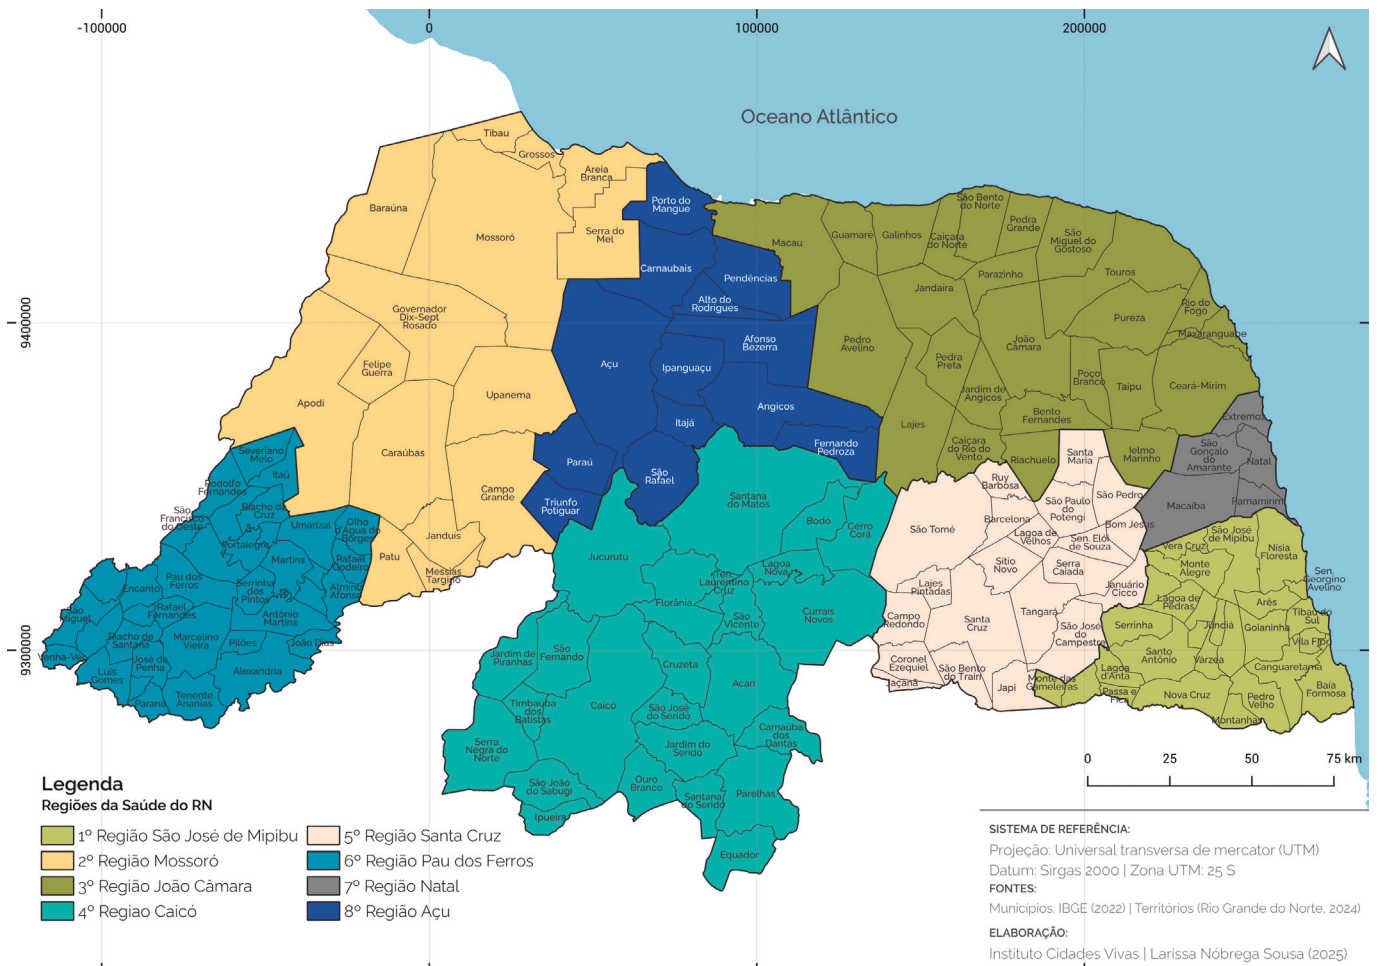 -100000
0
100000
200000
Oceano Atlântico
9400000
9300000
Tibau
Grossos
Areia
Branca
Baraúna
Mossoró
Serra do
Mel
Porto do
Mangue
Carnaubais
Pendências
Alto do
Rodrigues
Afonso
Bezerra
Açu
Ipanguaçu
Angicos
Itajá
Fernando
Pedroza
Paraú
São
Rafael
Triunfo
Potiguar
Governador
Dix-Sept
Rosado
Felipe
Guerra
Apodi
Upanema
Caraúbas
Campo
Grande
Janduís
Patu
Messias
Targino
Macau
Guamaré
Galinhos
Caiçara
do Norte
São Bento
do Norte
Pedra
Grande
São
Miguel do
Gostoso
Parazinho
Touros
Jandaíra
Pureza
Rio do
Fogo
Maxaranguape
Pedro
Avelino
Pedra
Preta
João
Câmara
Jardim de
Angicos
Poço
Branco
Taipu
Ceará-Mirim
Bento
Fernandes
Lajes
Caiçara
do Rio do
Vento
Riachuelo
Ielmo
Marinho
Extremoz
São
Gonçalo
do
Amarante
Natal
Macaíba
Parnamirim
Santa
Maria
Ruy
Barbosa
São Pedro
São Paulo
do
Potengi
São Tomé
Barcelona
Lagoa de
Velhos
Bom Jesus
Sen. Elói
de Souza
Sítio
Novo
Serra
Caiada
Januário
Cicco
Lajes
Pintadas
Tangará
Campo
Redondo
Santa
Cruz
São José
do
Campestre
Coronel
Ezequiel
São Bento
do Trairi
Jaçanã
Japi
Monte das
Gameleiras
São José
de Mipibu
Vera Cruz
Nísia
Floresta
Monte
Alegre
Sen.
Georgino
Avelino
Lagoa de
Pedras
Arês
Tibau do
Sul
Serrinha
Jundiá
Goianinha
Vila Flor
Santo
Antônio
Várzea
Canguaretama
Lagoa
d'Anta
Passa e
Fica
Nova Cruz
Pedro
Velho
Baía
Formosa
Montanhas
Severiano
Melo
Itaú
Rodolfo
Fernandes
São
Francisco
do Oeste
Riacho da
Cruz
Umarizal
Olho
d'Água do
Borges
Portalegre
Martins
Rafael
Godeiro
Encanto
Pau dos
Ferros
Serrinha
dos
Pintos
Almino
Afonso
São
Miguel
Rafael
Fernandes
Antônio
Martins
Riacho de
Santana
Marcelino
Vieira
Pilões
João Dias
Venha-Ver
José da
Penha
Luís
Gomes
Alexandria
Paraná
Tenente
Ananias
Santana
do Matos
Bodó
Cerro
Corá
Jucurutu
Lagoa
Nova
Ten.
Laurentino
Cruz
Florânia
São
Vicente
Currais
Novos
Jardim de
Piranhas
São
Fernando
Cruzeta
Acari
Timbaúba
dos
Batistas
Caicó
São José
do Seridó
Carnaúba
dos
Dantas
Serra
Negra do
Norte
Jardim do
Seridó
São João
do Sabugi
Ouro
Branco
Santana
do Seridó
Parelhas
Ipueira
Equador
Legenda
Regiões da Saúde do RN
1º Região São José de Mipibu
2º Região Mossoró
3º Região João Câmara
4º Regiao Caicó
5º Região Santa Cruz
6º Região Pau dos Ferros
7º Região Natal
8º Região Açu
0
25
50
75 km
SISTEMA DE REFERÊNCIA:
Projeção: Universal transversa de mercator (UTM)
Datum: Sirgas 2000 | Zona UTM: 25 S
FONTES:
Municípios: IBGE (2022) | Territórios (Rio Grande do Norte, 2024)
ELABORAÇÃO:
Instituto Cidades Vivas | Larissa Nóbrega Sousa (2025)